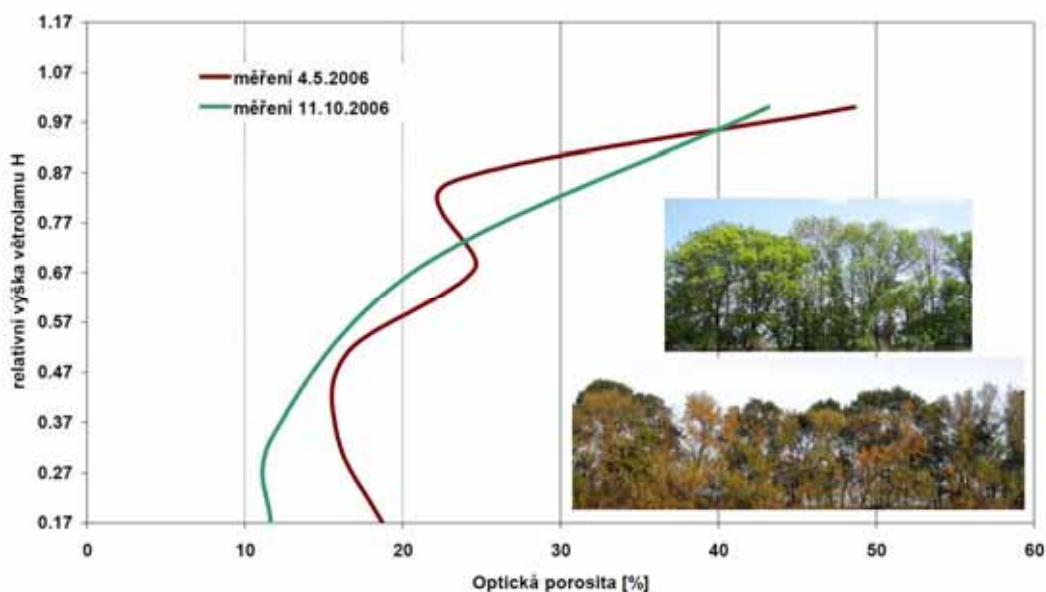 1.17
1.07
0.97
0.87
0.77
0.67
0.57
0.47
0.37
0.27
0.17
relativní výška větrolamu H
měření 4.5.2006
měření 11.10.2006
0 10 20 30 40 50 60
Optická porosita [%]